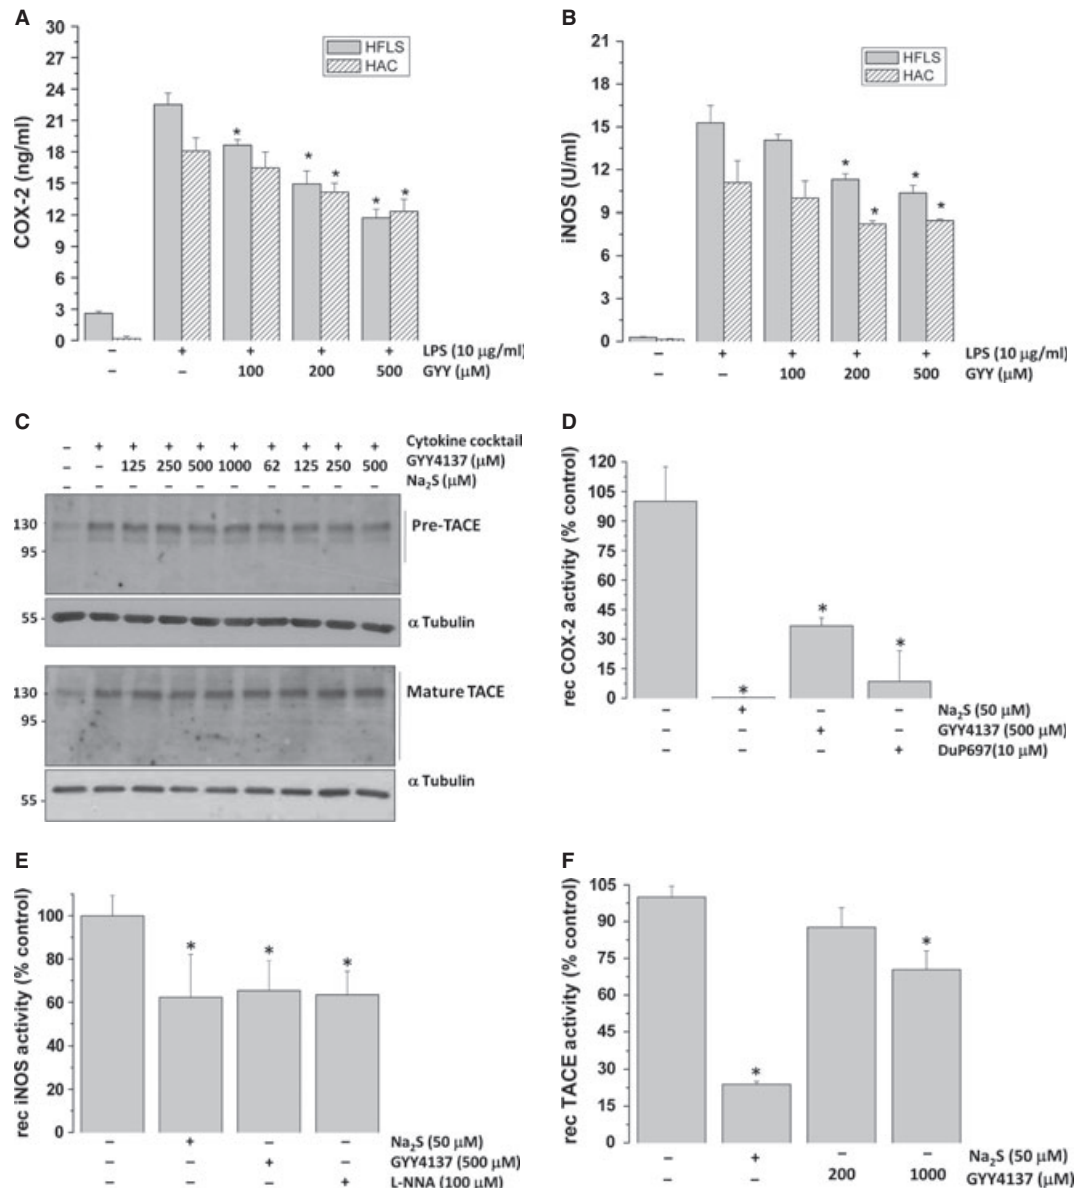 A
30
27
24
21
18
15
12
9
6
3
0
COX-2 (ng/ml)
HFLS
HAC
*
* *
* *
– + + + + LPS (10 µg/ml)
– – 100 200 500 GYY (µM)
B
21
18
15
12
9
6
3
0
iNOS (U/ml)
HFLS
HAC
* *
* *
– + + + + LPS (10 µg/ml)
– – 100 200 500 GYY (µM)
C
– + + + + + + + + + Cytokine cocktail
– – 125 250 500 1000 62 125 250 500 GYY4137 (µM)
– – – – – – – – – – Na₂S (µM)
130
95
Pre-TACE
55
α Tubulin
130
95
Mature TACE
55
α Tubulin
D
120
105
90
75
60
45
30
15
0
rec COX-2 activity (% control)
* * *
– + – – Na₂S (50 µM)
– – + – GYY4137 (500 µM)
– – – + DuP697(10 µM)
E
100
80
60
40
20
0
rec iNOS activity (% control)
* * *
– + – – Na₂S (50 µM)
– – + – GYY4137 (500 µM)
– – – + L-NNA (100 µM)
F
105
90
75
60
45
30
15
0
rec TACE activity (% control)
* *
– + – – Na₂S (50 µM)
– – 200 1000 GYY4137 (µM)